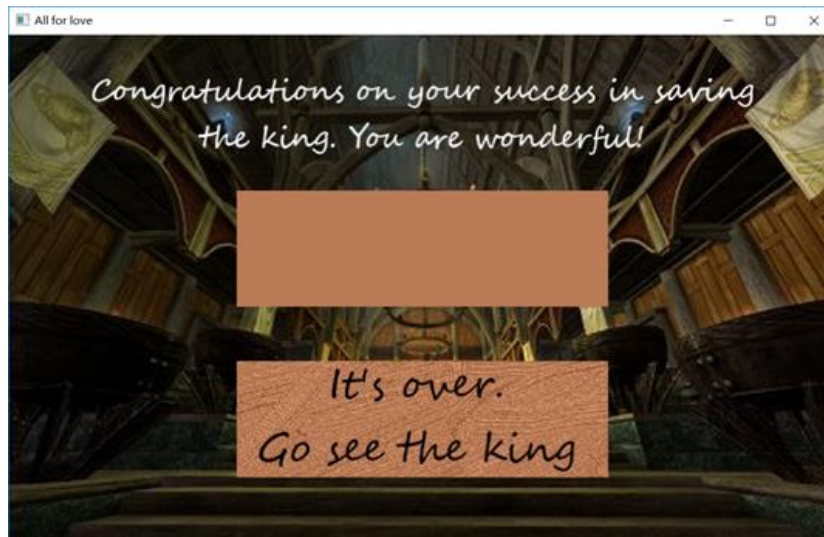 All for love
Congratulations on your success in saving
the king. You are wonderful!
It's over.
Go see the king